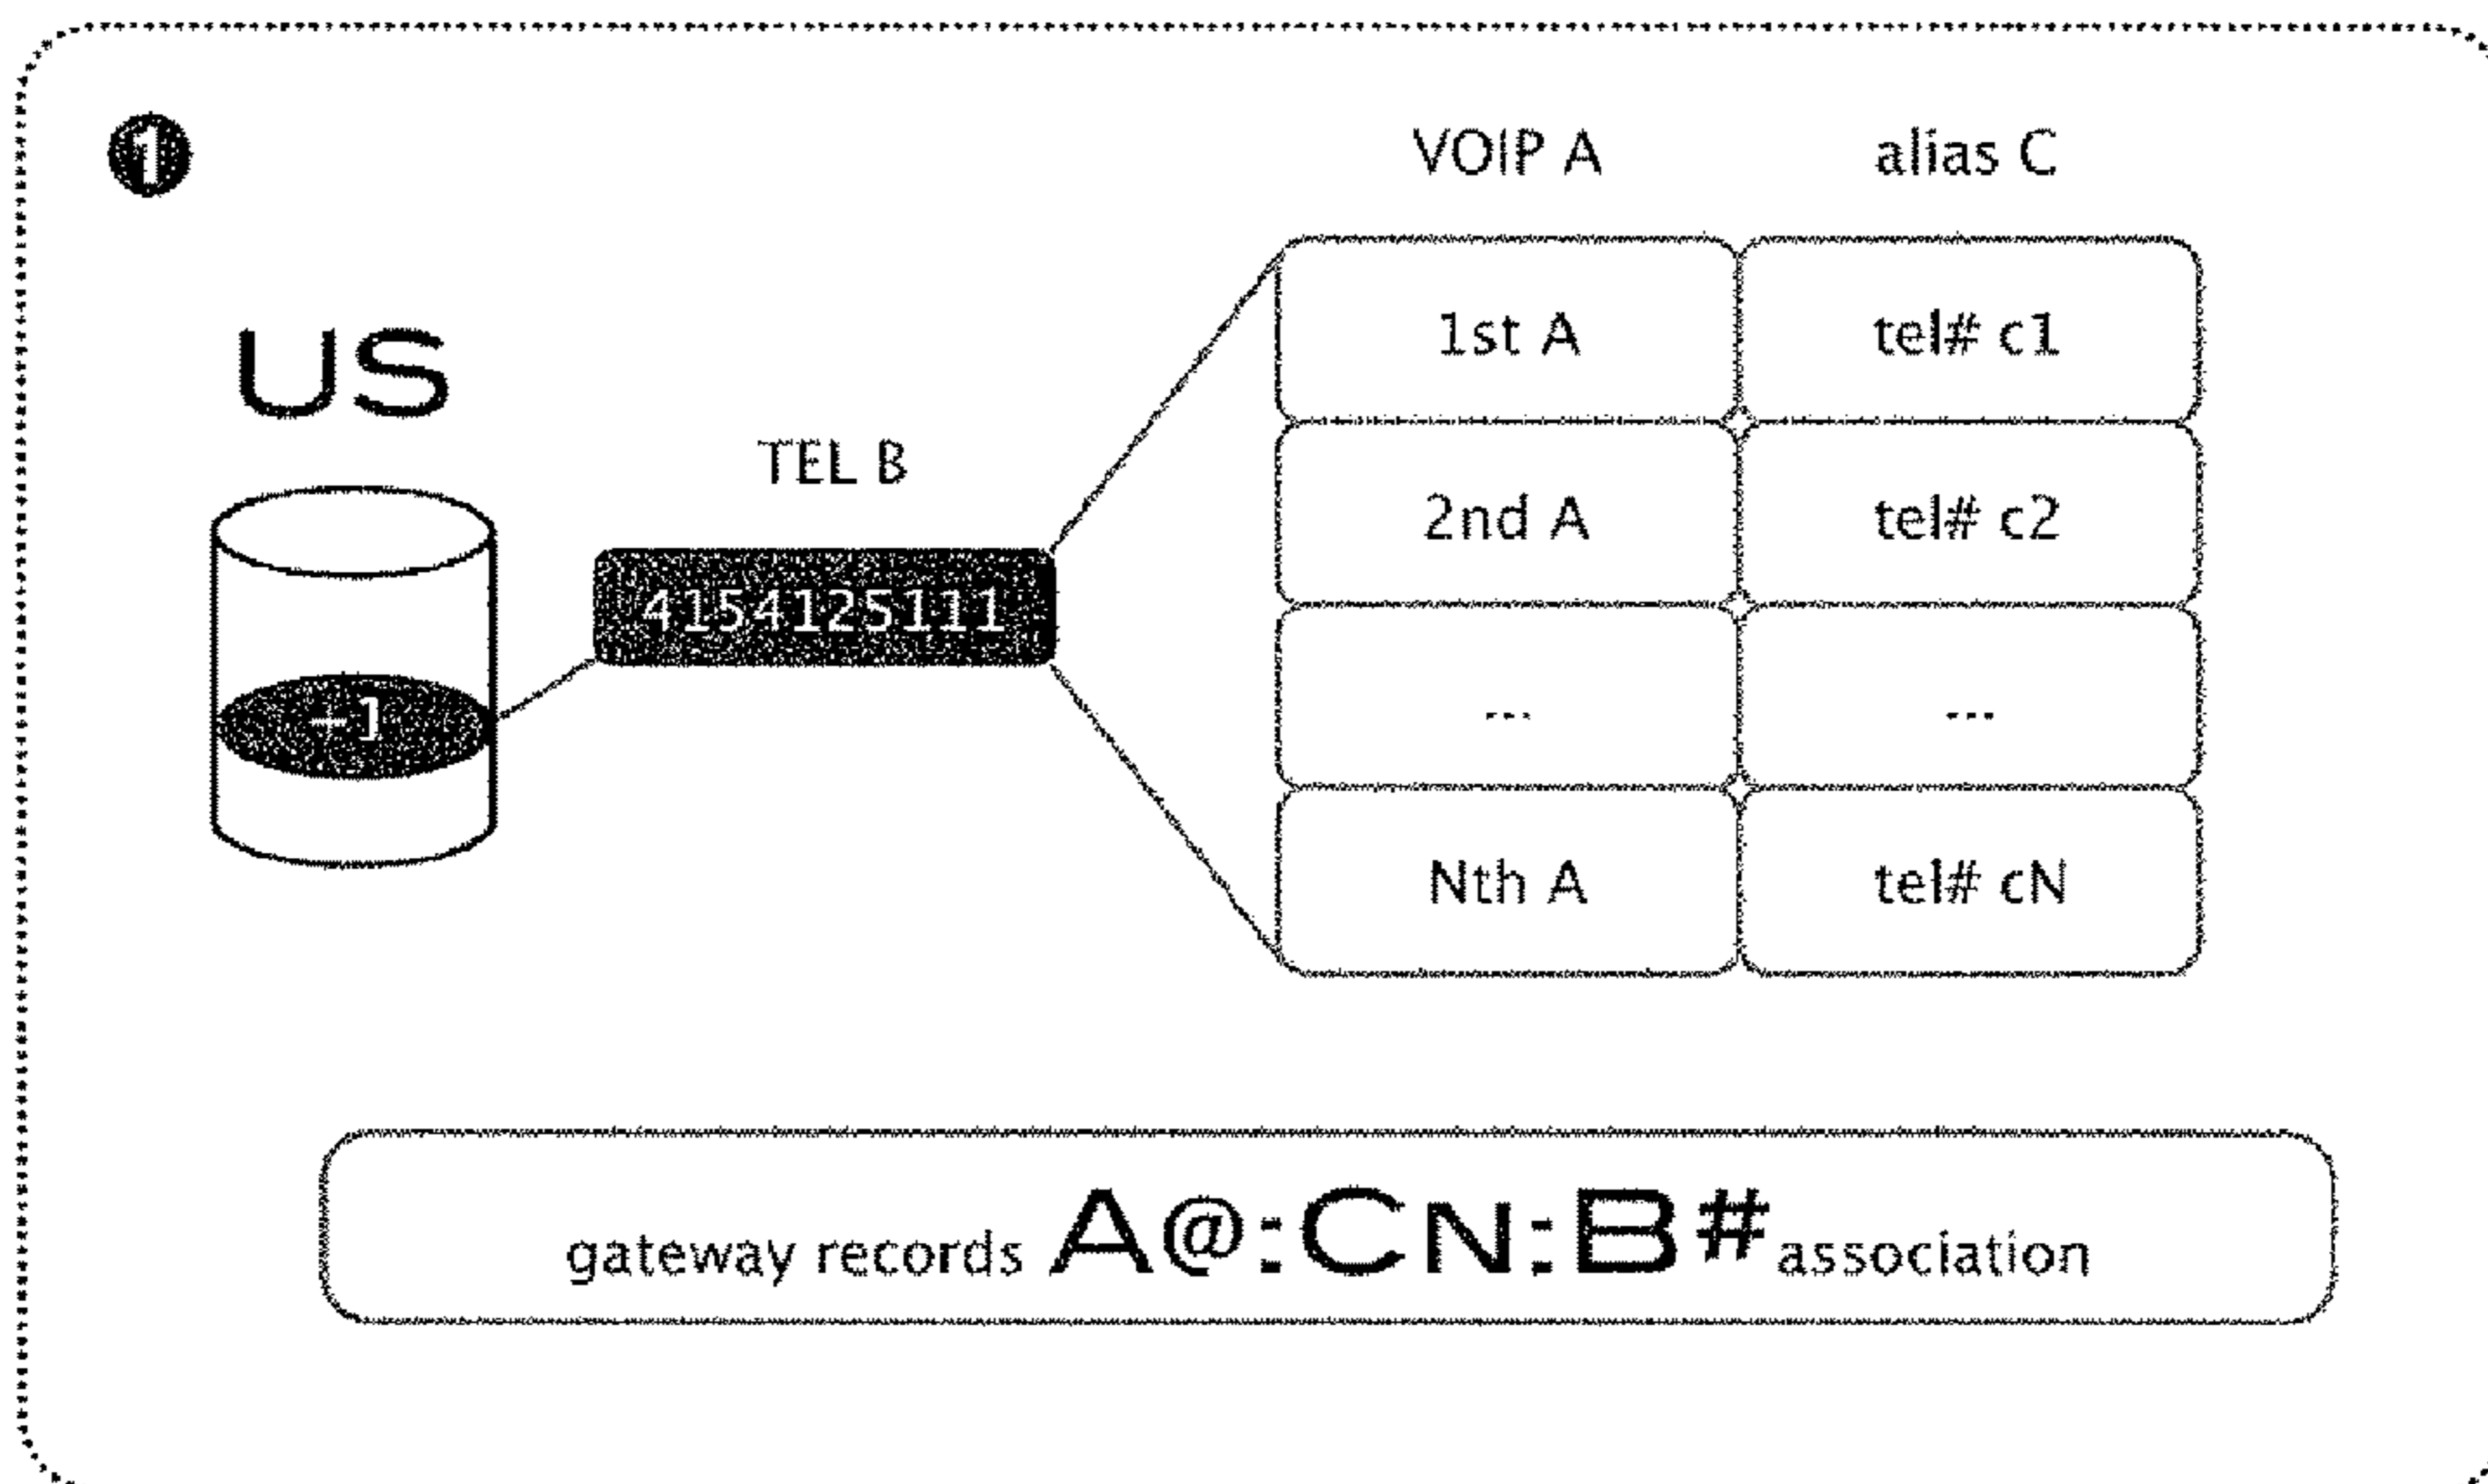 1
VOIP A alias C
US
1st A tel# c1
TEL B
2nd A tel# c2
4154125111
+1
... ...
Nth A tel# cN
gateway records A@:CN:B# association